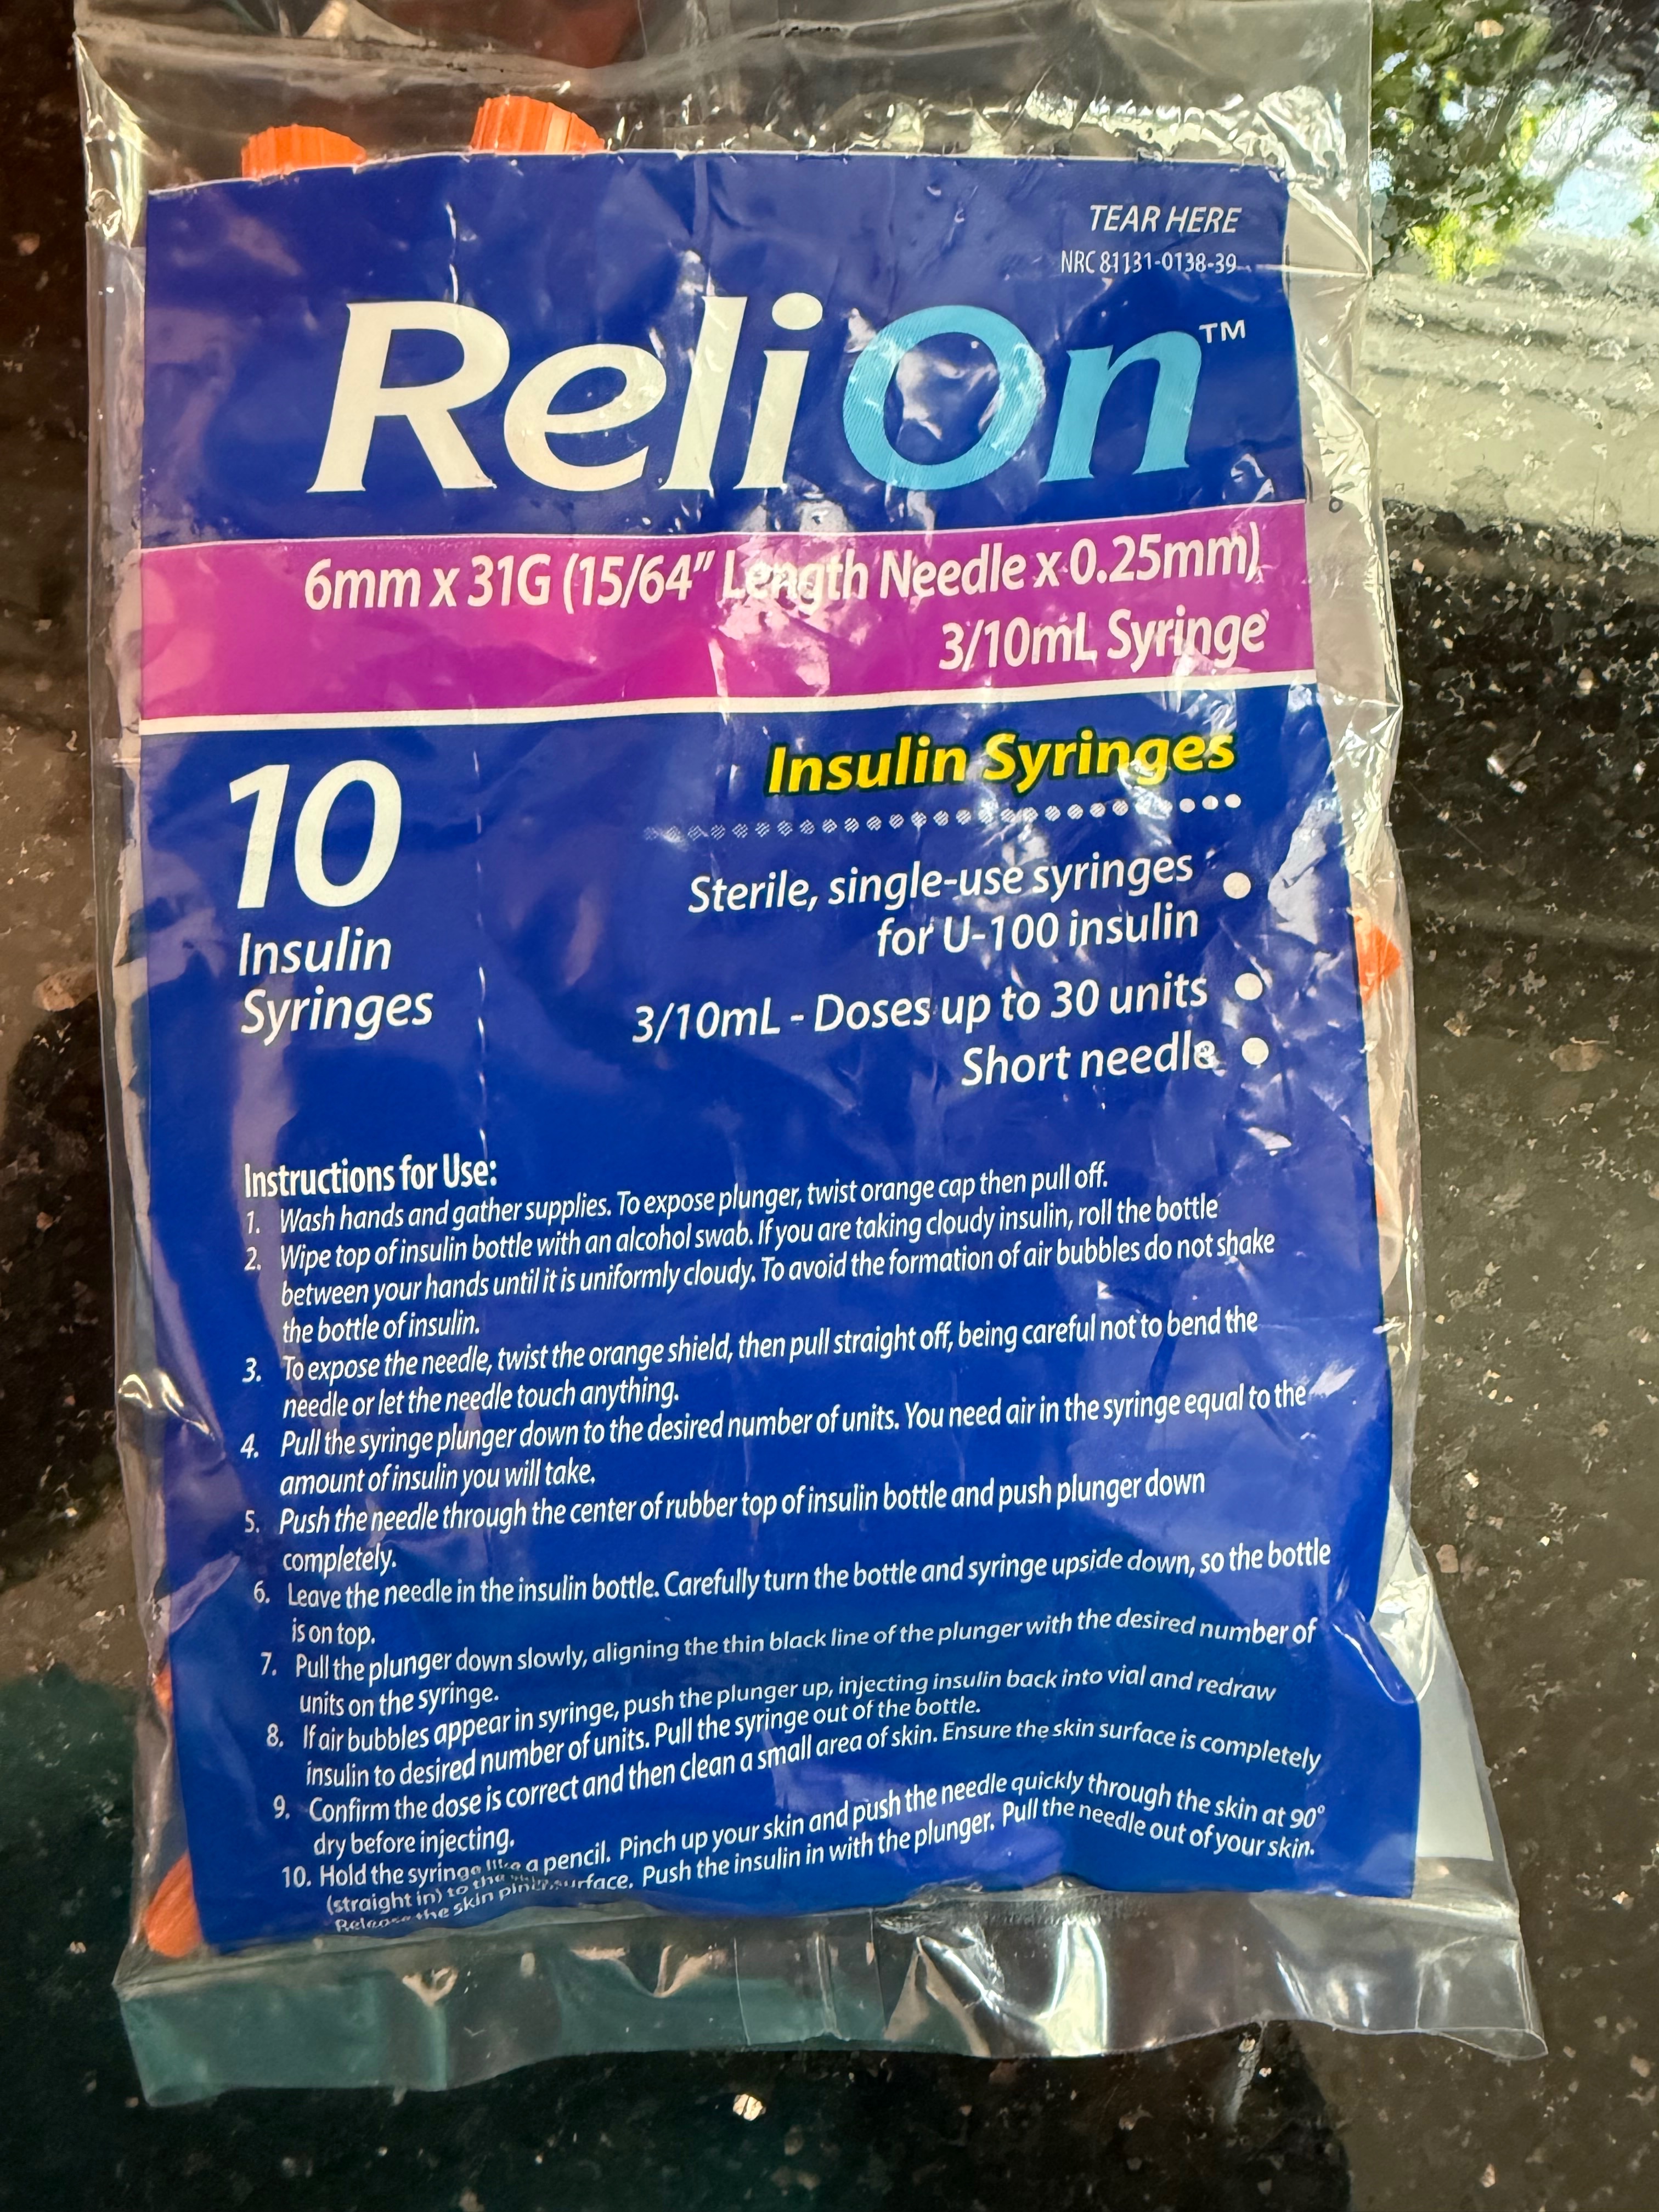 TEAR HERE
NRC 81131-0138-39
ReliOn™
6mm x 31G (15/64" Length Needle x 0.25mm)
3/10mL Syringe
10
Insulin
Syringes
Insulin Syringes
Sterile, single-use syringes •
for U-100 insulin
3/10mL - Doses up to 30 units •
Short needle •
Instructions for Use:
1. Wash hands and gather supplies. To expose plunger, twist orange cap then pull off.
2. Wipe top of insulin bottle with an alcohol swab. If you are taking cloudy insulin, roll the bottle
between your hands until it is uniformly cloudy. To avoid the formation of air bubbles do not shake
the bottle of insulin.
3. To expose the needle, twist the orange shield, then pull straight off, being careful not to bend the
needle or let the needle touch anything.
4. Pull the syringe plunger down to the desired number of units. You need air in the syringe equal to the
amount of insulin you will take.
5. Push the needle through the center of rubber top of insulin bottle and push plunger down
completely.
6. Leave the needle in the insulin bottle. Carefully turn the bottle and syringe upside down, so the bottle
is on top.
7. Pull the plunger down slowly, aligning the thin black line of the plunger with the desired number of
units on the syringe.
8. If air bubbles appear in syringe, push the plunger up, injecting insulin back into vial and redraw
insulin to desired number of units. Pull the syringe out of the bottle.
9. Confirm the dose is correct and then clean a small area of skin. Ensure the skin surface is completely
dry before injecting.
10. Hold the syringe like a pencil. Pinch up your skin and push the needle quickly through the skin at 90°
(straight in) to the surface. Push the insulin in with the plunger. Pull the needle out of your skin.
Release the skin pinch.